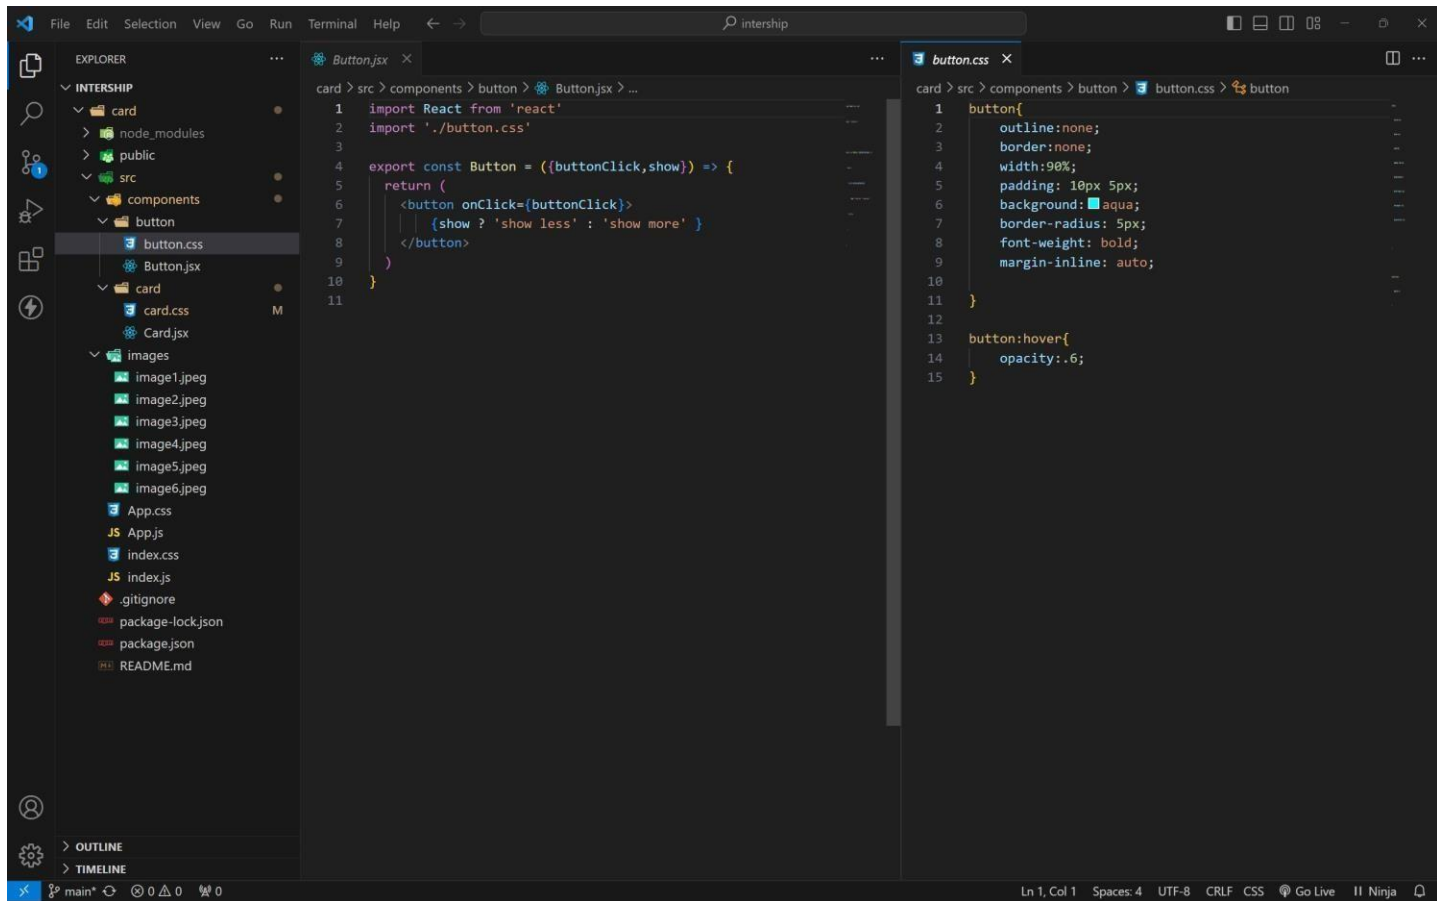 File Edit Selection View Go Run Terminal Help intership
EXPLORER
INTERSHIP
card
node_modules
public
src
components
button
button.css
Button.jsx
card
card.css M
Card.jsx
images
image1.jpeg
image2.jpeg
image3.jpeg
image4.jpeg
image5.jpeg
image6.jpeg
App.css
JS App.js
index.css
JS index.js
.gitignore
package-lock.json
package.json
README.md
OUTLINE
TIMELINE
Button.jsx
card > src > components > button > Button.jsx > ...
1 import React from 'react'
2 import './button.css'
3
4 export const Button = ({buttonClick,show}) => {
5 return (
6 <button onClick={buttonClick}>
7 {show ? 'show less' : 'show more' }
8 </button>
9 )
10 }
11
button.css
card > src > components > button > button.css > button
1 button{
2 outline:none;
3 border:none;
4 width:90%;
5 padding: 10px 5px;
6 background:aqua;
7 border-radius: 5px;
8 font-weight: bold;
9 margin-inline: auto;
10
11 }
12
13 button:hover{
14 opacity:.6;
15 }
main* 0 0 0 Ln 1, Col 1 Spaces: 4 UTF-8 CRLF CSS Go Live Ninja